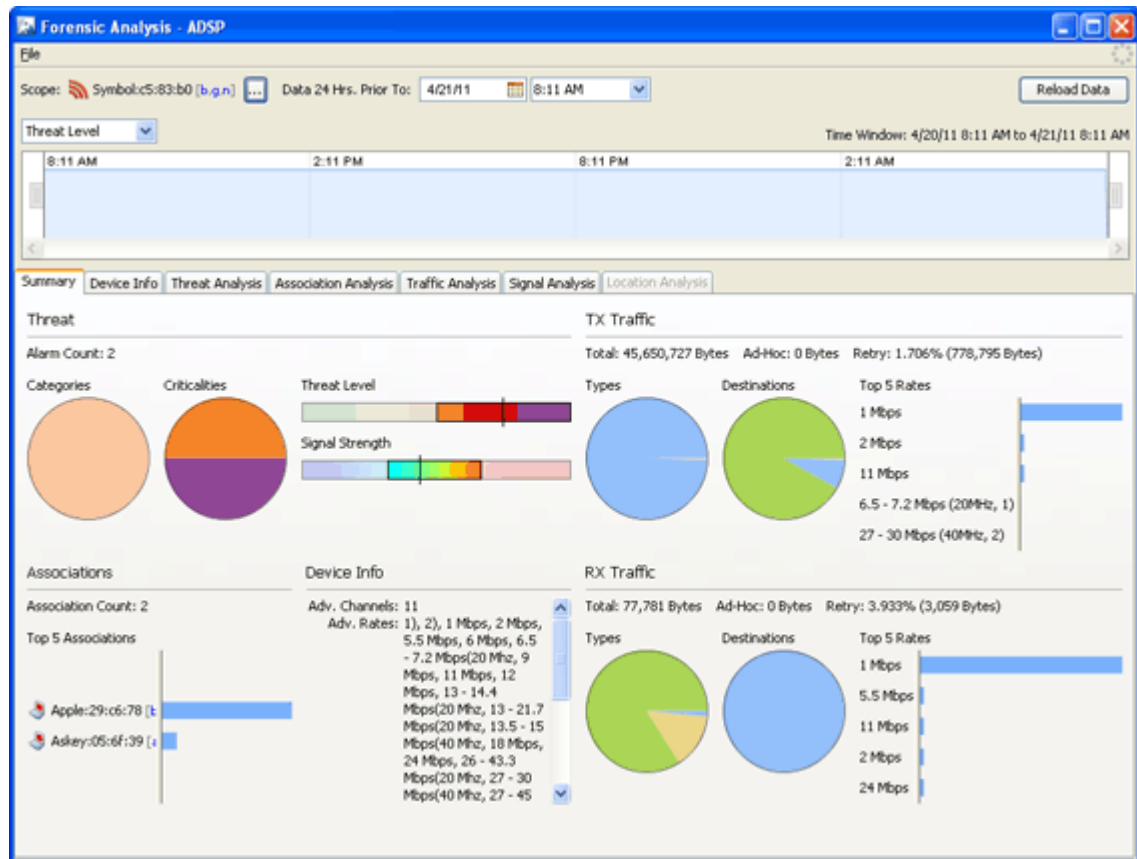 Forensic Analysis - ADSP
File
Scope: Symbol:c5:83:b0 [b,g,n] ... Data 24 Hrs. Prior To: 4/21/11 8:11 AM Reload Data
Threat Level Time Window: 4/20/11 8:11 AM to 4/21/11 8:11 AM
8:11 AM 2:11 PM 8:11 PM 2:11 AM
Summary Device Info Threat Analysis Association Analysis Traffic Analysis Signal Analysis Location Analysis
Threat
Alarm Count: 2
Categories Criticalities Threat Level
Signal Strength
TX Traffic
Total: 45,650,727 Bytes Ad-Hoc: 0 Bytes Retry: 1.706% (778,795 Bytes)
Types Destinations Top 5 Rates
1 Mbps
2 Mbps
11 Mbps
6.5 - 7.2 Mbps (20MHz, 1)
27 - 30 Mbps (40MHz, 2)
Associations
Association Count: 2
Top 5 Associations
Apple:29:c6:78 [b
Askey:05:6f:39 [a
Device Info
Adv. Channels: 11
Adv. Rates: 1), 2), 1 Mbps, 2 Mbps,
5.5 Mbps, 6 Mbps, 6.5
- 7.2 Mbps(20 Mhz, 9
Mbps, 11 Mbps, 12
Mbps, 13 - 14.4
Mbps(20 Mhz, 13 - 21.7
Mbps(20 Mhz, 13.5 - 15
Mbps(40 Mhz, 18 Mbps,
24 Mbps, 26 - 43.3
Mbps(20 Mhz, 27 - 30
Mbps(40 Mhz, 27 - 45
RX Traffic
Total: 77,781 Bytes Ad-Hoc: 0 Bytes Retry: 3.933% (3,059 Bytes)
Types Destinations Top 5 Rates
1 Mbps
5.5 Mbps
11 Mbps
2 Mbps
24 Mbps